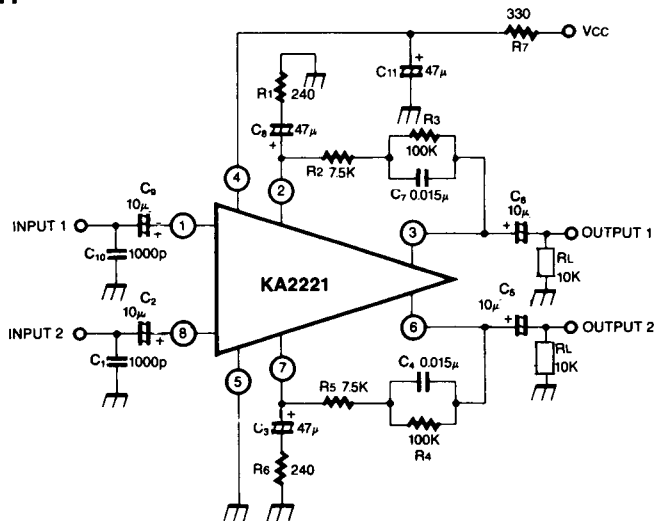 330
VCC
R7
C11
+
47μ
R1
240
C8
47μ
+
R3
100K
R2 7.5K
C7 0.015μ
4
2
C9
10μ
+
1
INPUT 1
C10
1000p
3
C6
10μ
+
OUTPUT 1
RL
10K
KA2221
C2
10μ
+
8
INPUT 2
C1
1000p
6
C5
10μ
+
OUTPUT 2
RL
10K
5
7
R5 7.5K
C4 0.015μ
100K
R4
+
C3
47μ
R6
240